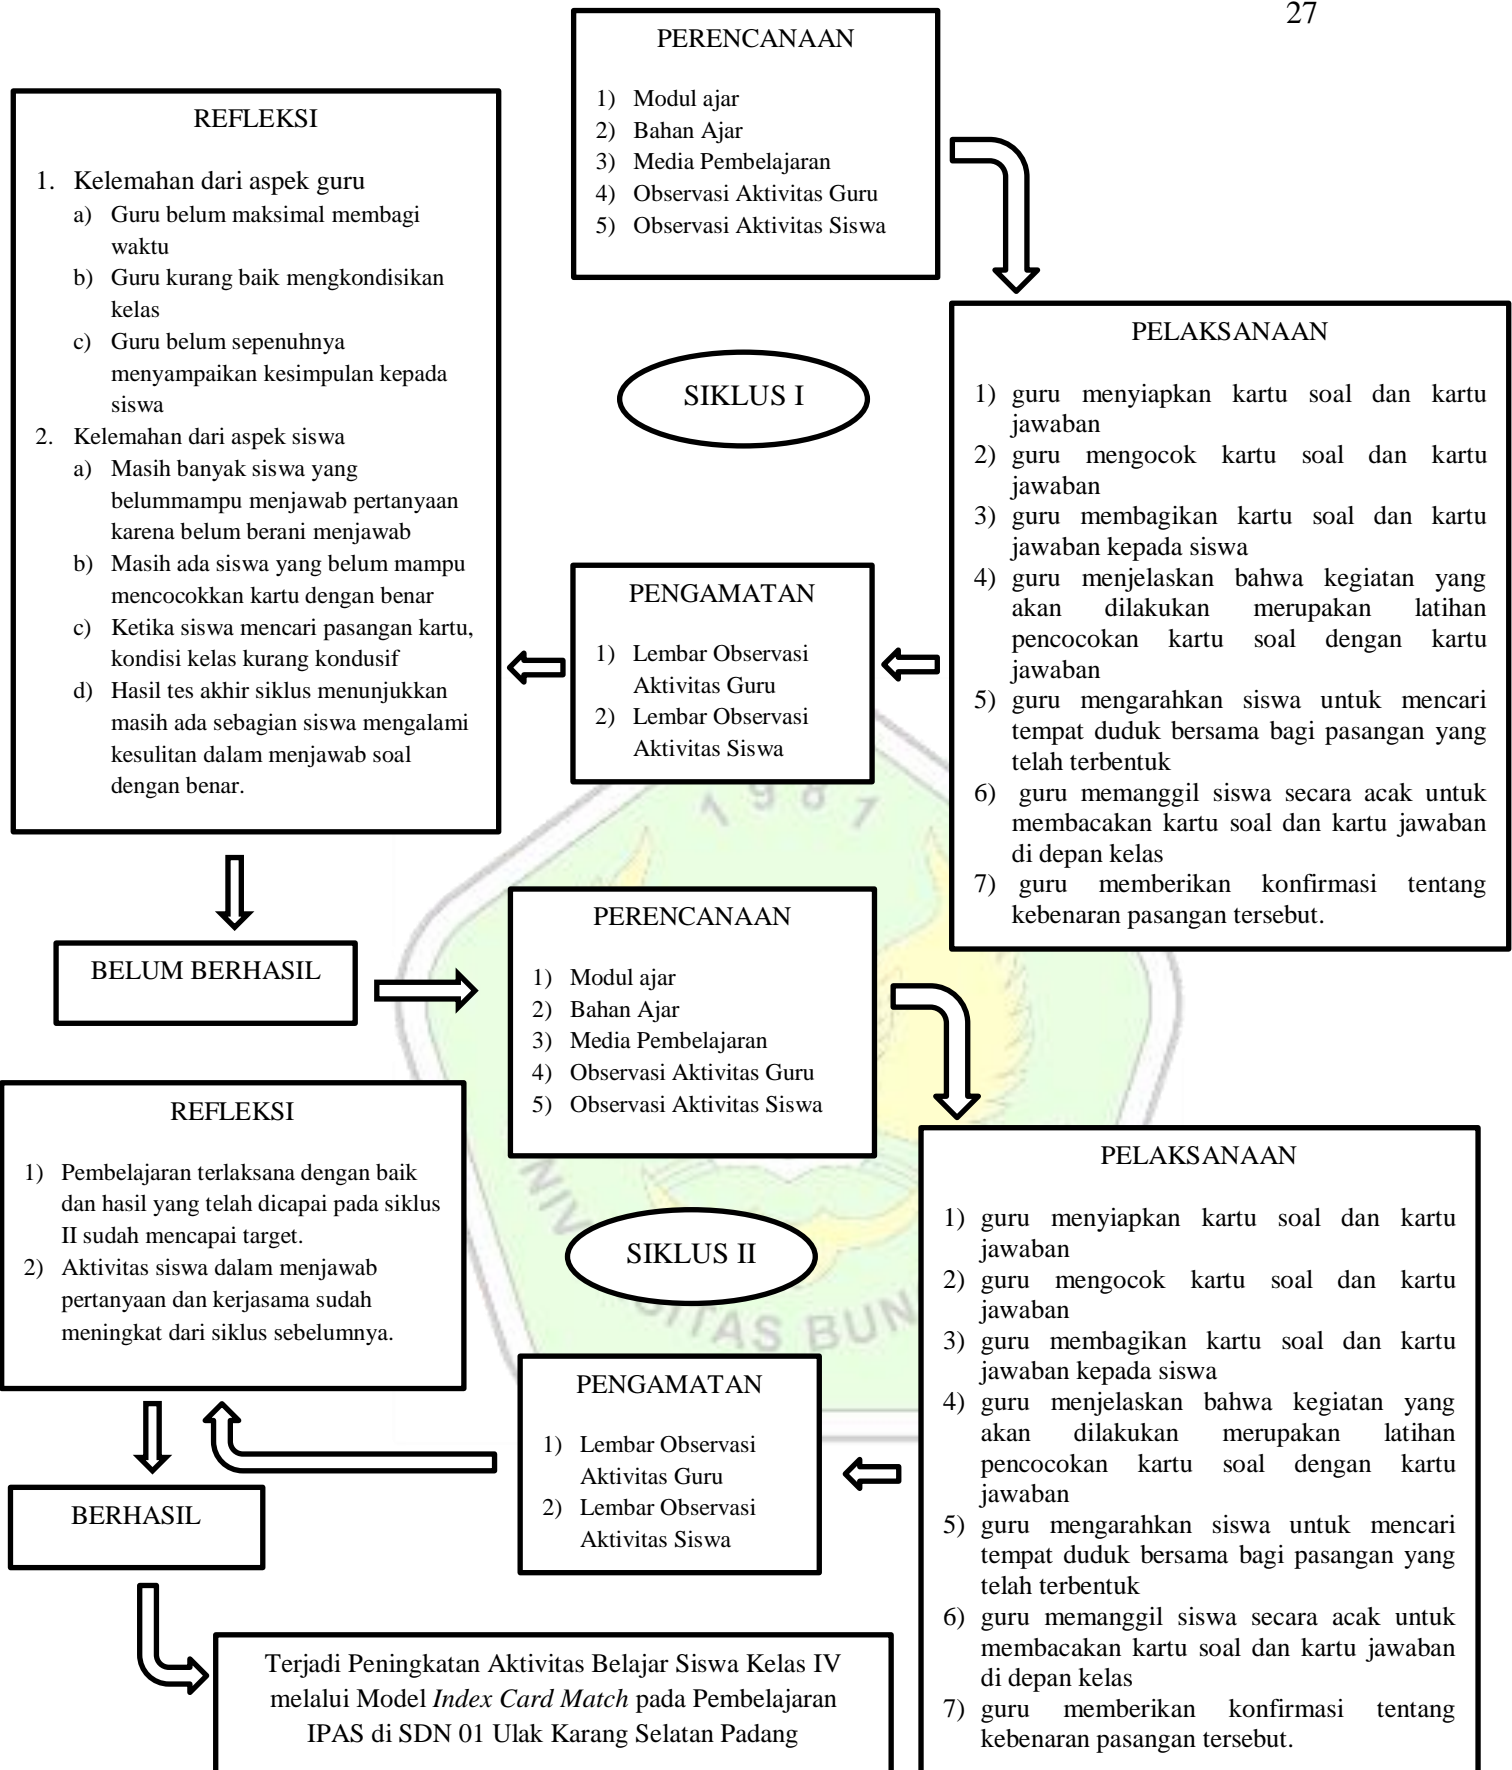 27
PERENCANAAN
1) Modul ajar
2) Bahan Ajar
3) Media Pembelajaran
4) Observasi Aktivitas Guru
5) Observasi Aktivitas Siswa
PELAKSANAAN
1) guru menyiapkan kartu soal dan kartu
jawaban
2) guru mengocok kartu soal dan kartu
jawaban
3) guru membagikan kartu soal dan kartu
jawaban kepada siswa
4) guru menjelaskan bahwa kegiatan yang
akan dilakukan merupakan latihan
pencocokan kartu soal dengan kartu
jawaban
5) guru mengarahkan siswa untuk mencari
tempat duduk bersama bagi pasangan yang
telah terbentuk
6) guru memanggil siswa secara acak untuk
membacakan kartu soal dan kartu jawaban
di depan kelas
7) guru memberikan konfirmasi tentang
kebenaran pasangan tersebut.
SIKLUS I
PENGAMATAN
1) Lembar Observasi
Aktivitas Guru
2) Lembar Observasi
Aktivitas Siswa
REFLEKSI
1. Kelemahan dari aspek guru
a) Guru belum maksimal membagi
waktu
b) Guru kurang baik mengkondisikan
kelas
c) Guru belum sepenuhnya
menyampaikan kesimpulan kepada
siswa
2. Kelemahan dari aspek siswa
a) Masih banyak siswa yang
belummampu menjawab pertanyaan
karena belum berani menjawab
b) Masih ada siswa yang belum mampu
mencocokkan kartu dengan benar
c) Ketika siswa mencari pasangan kartu,
kondisi kelas kurang kondusif
d) Hasil tes akhir siklus menunjukkan
masih ada sebagian siswa mengalami
kesulitan dalam menjawab soal
dengan benar.
BELUM BERHASIL
PERENCANAAN
1) Modul ajar
2) Bahan Ajar
3) Media Pembelajaran
4) Observasi Aktivitas Guru
5) Observasi Aktivitas Siswa
PELAKSANAAN
1) guru menyiapkan kartu soal dan kartu
jawaban
2) guru mengocok kartu soal dan kartu
jawaban
3) guru membagikan kartu soal dan kartu
jawaban kepada siswa
4) guru menjelaskan bahwa kegiatan yang
akan dilakukan merupakan latihan
pencocokan kartu soal dengan kartu
jawaban
5) guru mengarahkan siswa untuk mencari
tempat duduk bersama bagi pasangan yang
telah terbentuk
6) guru memanggil siswa secara acak untuk
membacakan kartu soal dan kartu jawaban
di depan kelas
7) guru memberikan konfirmasi tentang
kebenaran pasangan tersebut.
SIKLUS II
PENGAMATAN
1) Lembar Observasi
Aktivitas Guru
2) Lembar Observasi
Aktivitas Siswa
REFLEKSI
1) Pembelajaran terlaksana dengan baik
dan hasil yang telah dicapai pada siklus
II sudah mencapai target.
2) Aktivitas siswa dalam menjawab
pertanyaan dan kerjasama sudah
meningkat dari siklus sebelumnya.
BERHASIL
Terjadi Peningkatan Aktivitas Belajar Siswa Kelas IV
melalui Model Index Card Match pada Pembelajaran
IPAS di SDN 01 Ulak Karang Selatan Padang
1981